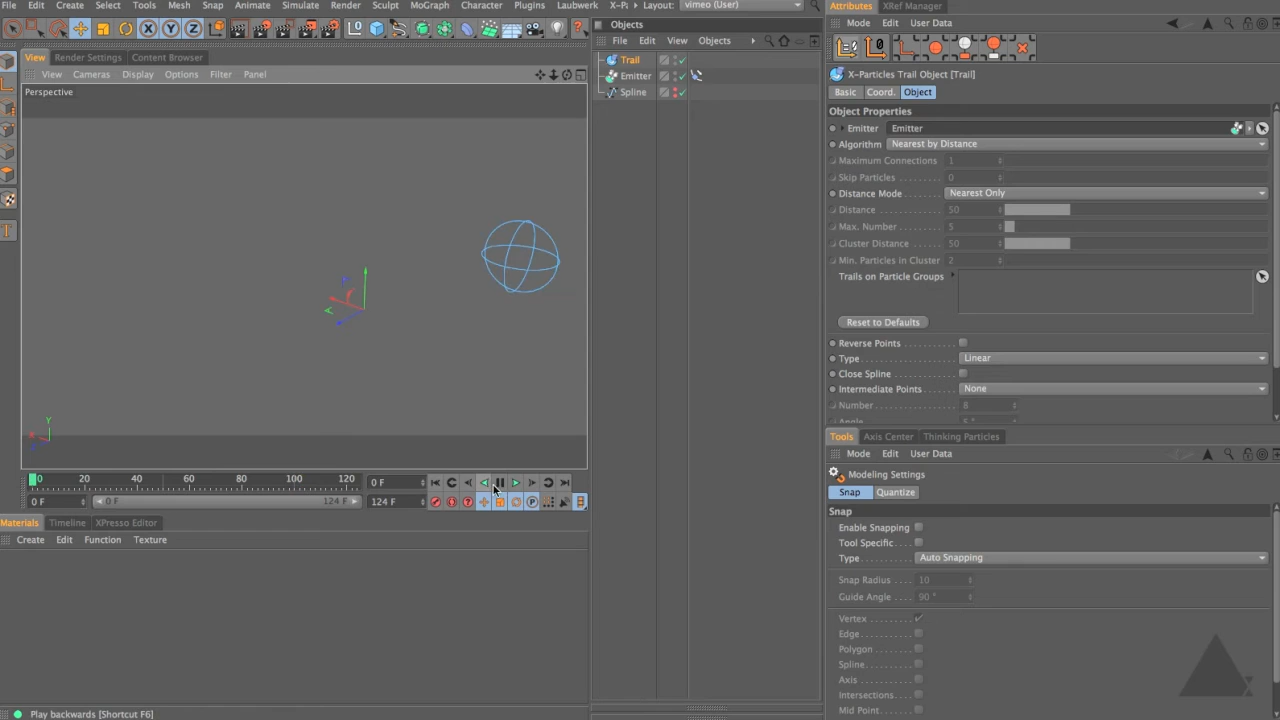 File Edit Create Select Tools Mesh Snap Animate Simulate Render Sculpt MoGraph Character Plugins Laubwerk X-Pa Layout: vimeo (User)
View Render Settings Content Browser
View Cameras Display Options Filter Panel
Perspective
Y
X
0 20 40 60 80 100 120 0 F
0 F 0 F 124 F 124 F
Materials Timeline XPresso Editor
Create Edit Function Texture
Play backwards [Shortcut F6]
Objects
File Edit View Objects
Trail
Emitter
Spline
Attributes XRef Manager
Mode Edit User Data
X-Particles Trail Object [Trail]
Basic Coord. Object
Object Properties
Emitter Emitter
Algorithm Nearest by Distance
Maximum Connections 1
Skip Particles 0
Distance Mode Nearest Only
Distance 50
Max. Number 5
Cluster Distance 50
Min. Particles in Cluster 2
Trails on Particle Groups
Reset to Defaults
Reverse Points
Type Linear
Close Spline
Intermediate Points None
Number 8
Angle 5 °
Tools Axis Center Thinking Particles
Mode Edit User Data
Modeling Settings
Snap Quantize
Snap
Enable Snapping
Tool Specific
Type Auto Snapping
Snap Radius 10
Guide Angle 90 °
Vertex
Edge
Polygon
Spline
Axis
Intersections
Mid Point